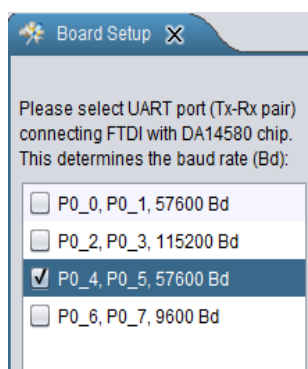 Board Setup
Please select UART port (Tx-Rx pair)
connecting FTDI with DA14580 chip.
This determines the baud rate (Bd):
P0_0, P0_1, 57600 Bd
P0_2, P0_3, 115200 Bd
P0_4, P0_5, 57600 Bd
P0_6, P0_7, 9600 Bd